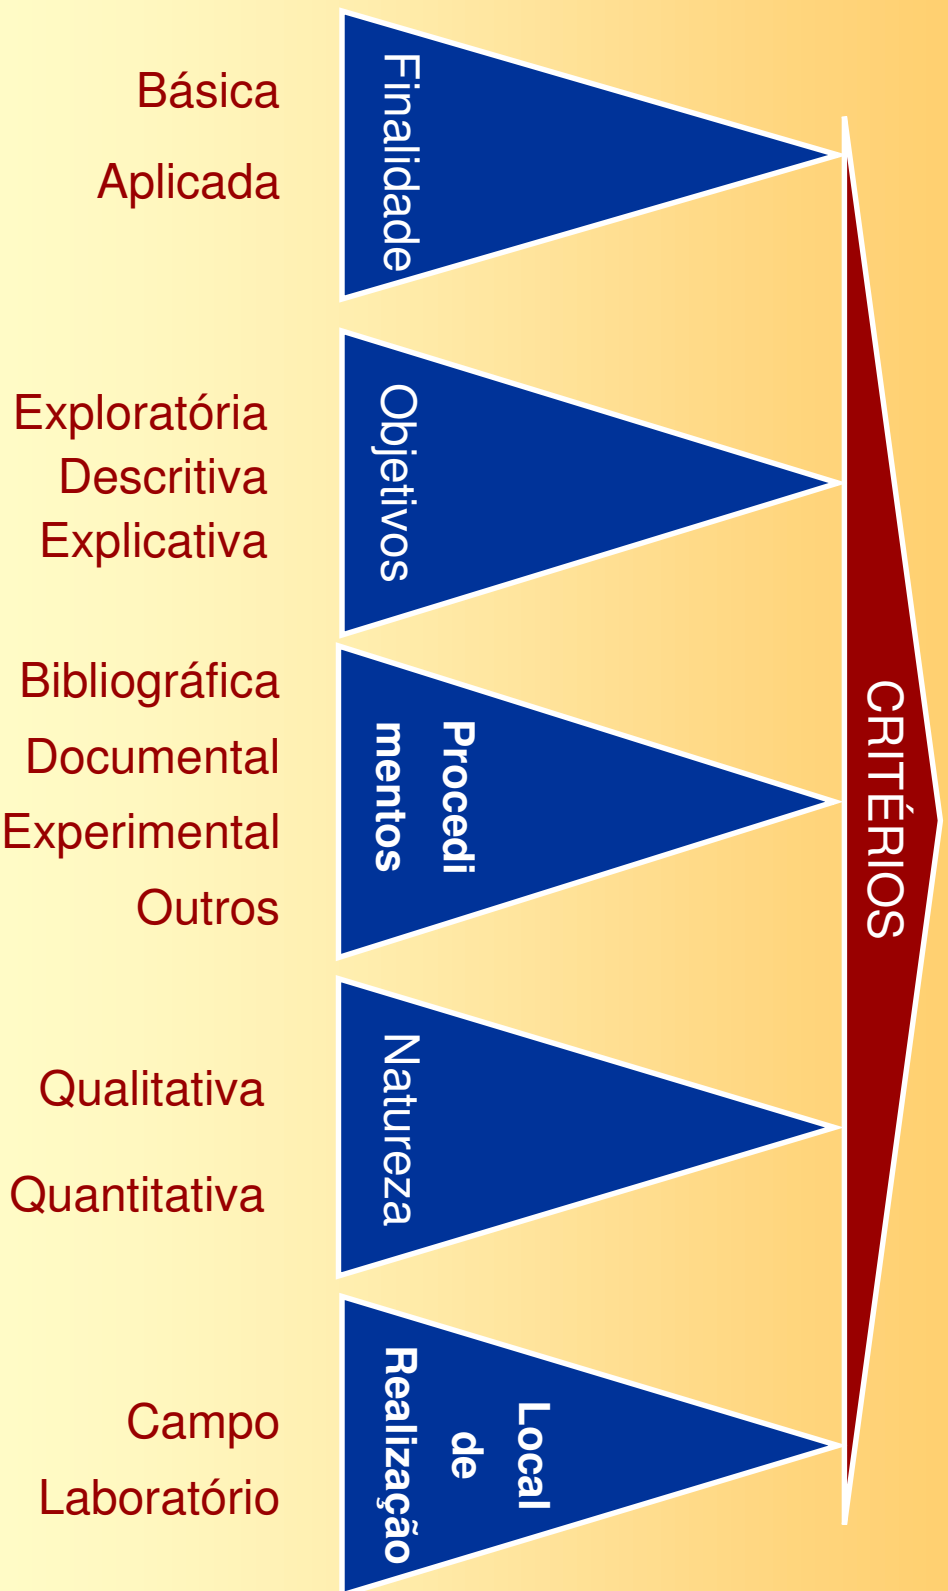 CRITÉRIOS
Finalidade
Básica
Aplicada
Objetivos
Exploratória
Descritiva
Explicativa
Procedi
mentos
Bibliográfica
Documental
Experimental
Outros
Natureza
Qualitativa
Quantitativa
Local
de
Realização
Campo
Laboratório